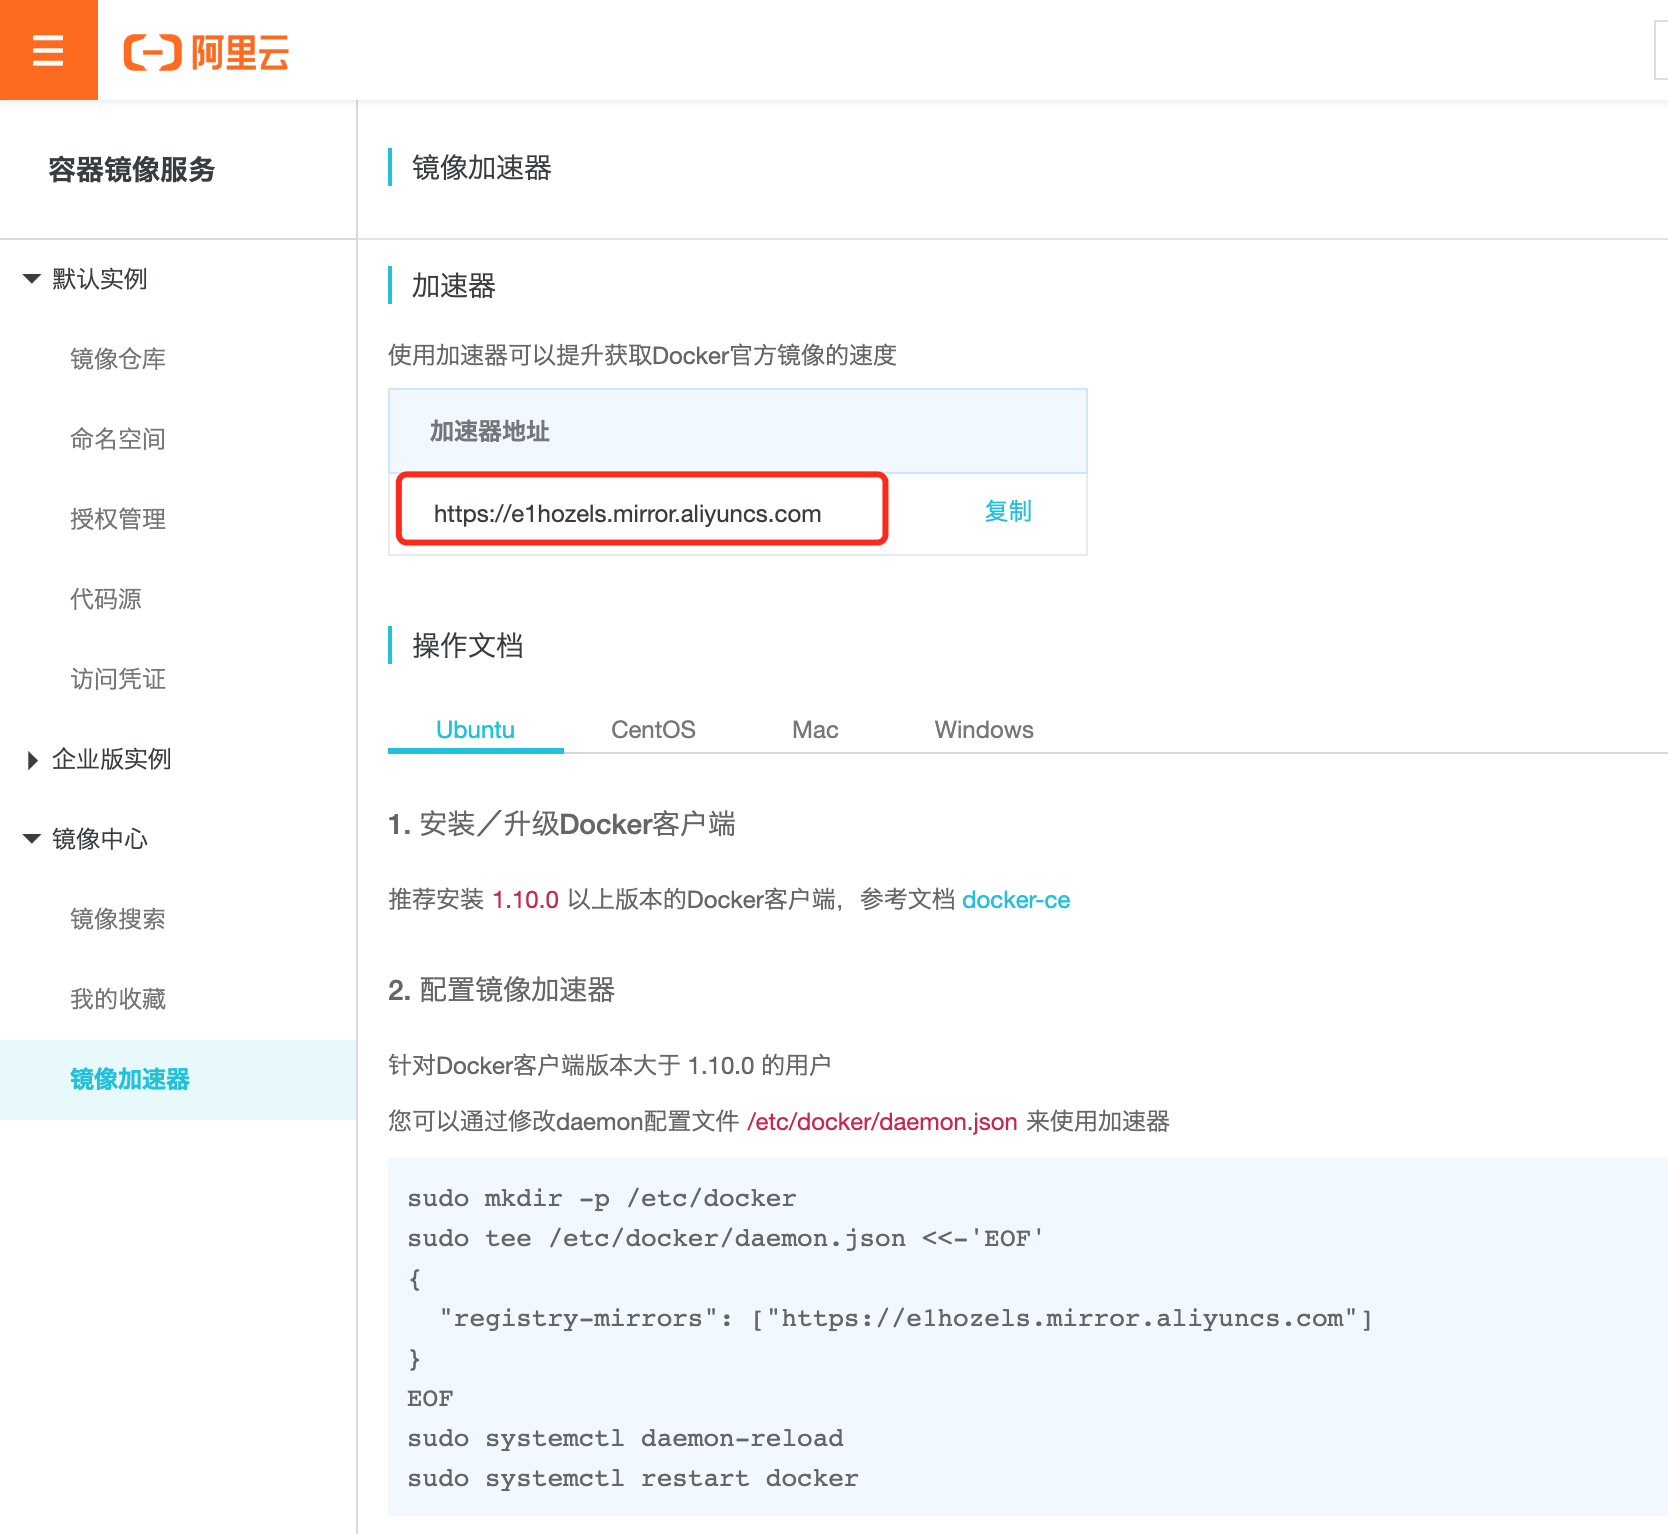 阿里云
容器镜像服务
默认实例
镜像仓库
命名空间
授权管理
代码源
访问凭证
企业版实例
镜像中心
镜像搜索
我的收藏
镜像加速器
镜像加速器
加速器
使用加速器可以提升获取Docker官方镜像的速度
加速器地址
https://e1hozels.mirror.aliyuncs.com 复制
操作文档
Ubuntu CentOS Mac Windows
1. 安装／升级Docker客户端
推荐安装 1.10.0 以上版本的Docker客户端，参考文档 docker-ce
2. 配置镜像加速器
针对Docker客户端版本大于 1.10.0 的用户
您可以通过修改daemon配置文件 /etc/docker/daemon.json 来使用加速器
sudo mkdir -p /etc/docker
sudo tee /etc/docker/daemon.json <<-'EOF'
{
  "registry-mirrors": ["https://e1hozels.mirror.aliyuncs.com"]
}
EOF
sudo systemctl daemon-reload
sudo systemctl restart docker